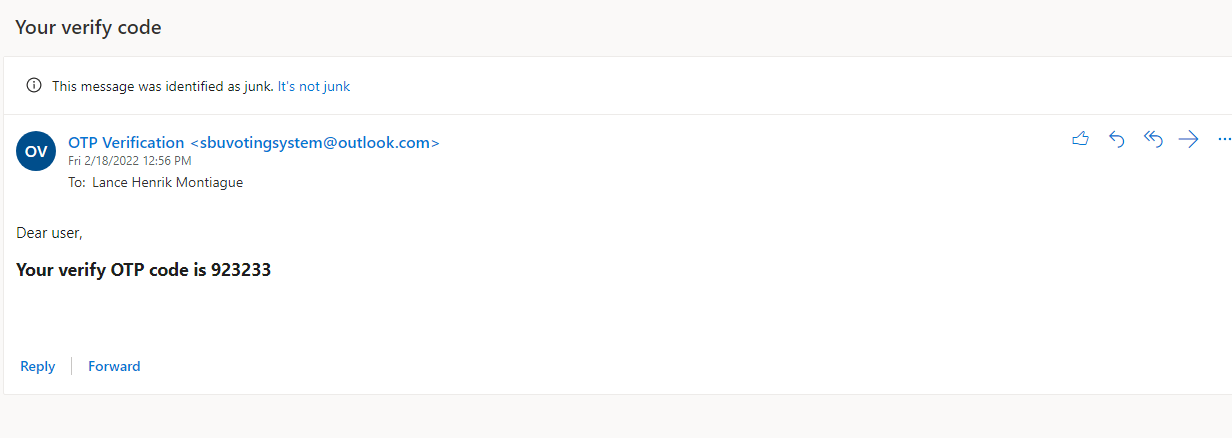 Your verify code
This message was identified as junk. It's not junk
OV
OTP Verification <sbuvotingsystem@outlook.com>
Fri 2/18/2022 12:56 PM
To: Lance Henrik Montiague
Dear user,
Your verify OTP code is 923233
Reply
Forward